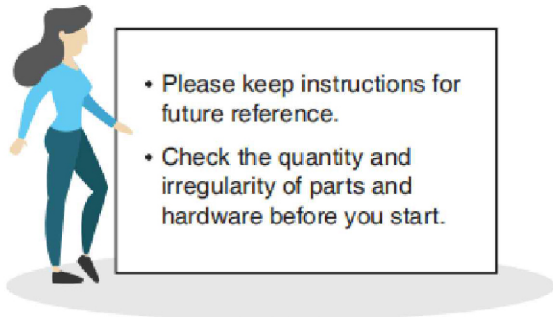 • Please keep instructions for
future reference.
• Check the quantity and
irregularity of parts and
hardware before you start.